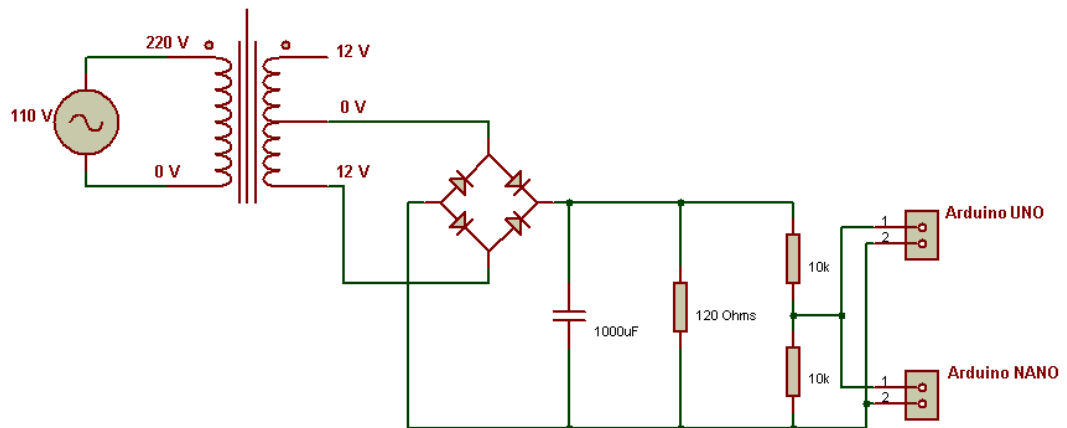 220 V
12 V
110 V
0 V
0 V
12 V
1
Arduino UNO
2
10k
1000uF
120 Ohms
10k
1
Arduino NANO
2